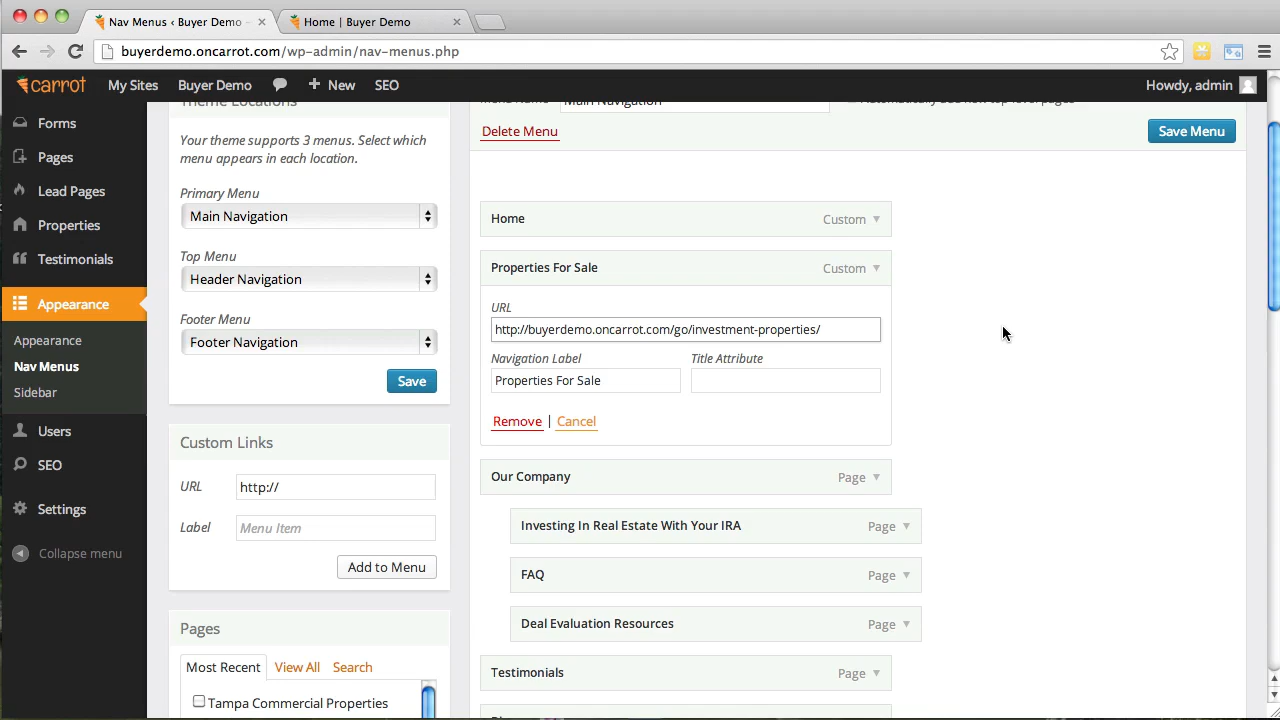 Nav Menus ‹ Buyer Demo
Home | Buyer Demo
buyerdemo.oncarrot.com/wp-admin/nav-menus.php
carrot My Sites Buyer Demo New SEO Howdy, admin
Forms
Pages
Lead Pages
Properties
Testimonials
Appearance
Appearance
Nav Menus
Sidebar
Users
SEO
Settings
Collapse menu
Theme Locations
Your theme supports 3 menus. Select which
menu appears in each location.
Primary Menu
Main Navigation
Top Menu
Header Navigation
Footer Menu
Footer Navigation
Save
Custom Links
URL http://
Label Menu Item
Add to Menu
Pages
Most Recent View All Search
Tampa Commercial Properties
Menu Name Main Navigation
Delete Menu Save Menu
Home Custom
Properties For Sale Custom
URL
http://buyerdemo.oncarrot.com/go/investment-properties/
Navigation Label Title Attribute
Properties For Sale
Remove | Cancel
Our Company Page
Investing In Real Estate With Your IRA Page
FAQ Page
Deal Evaluation Resources Page
Testimonials Page